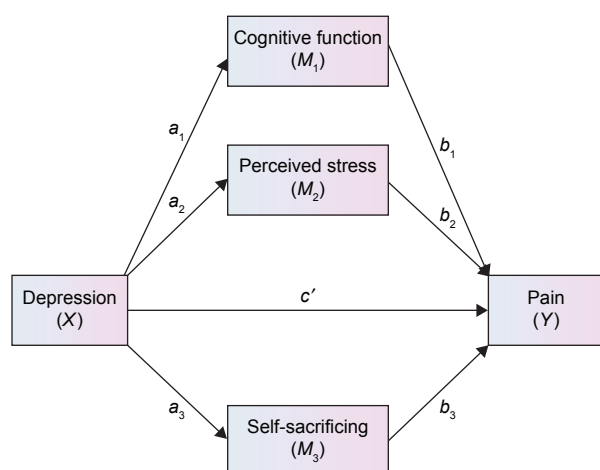 Cognitive function
(M₁)
a₁
b₁
Perceived stress
(M₂)
a₂
b₂
Depression
(X)
c′
Pain
(Y)
a₃
b₃
Self-sacrificing
(M₃)